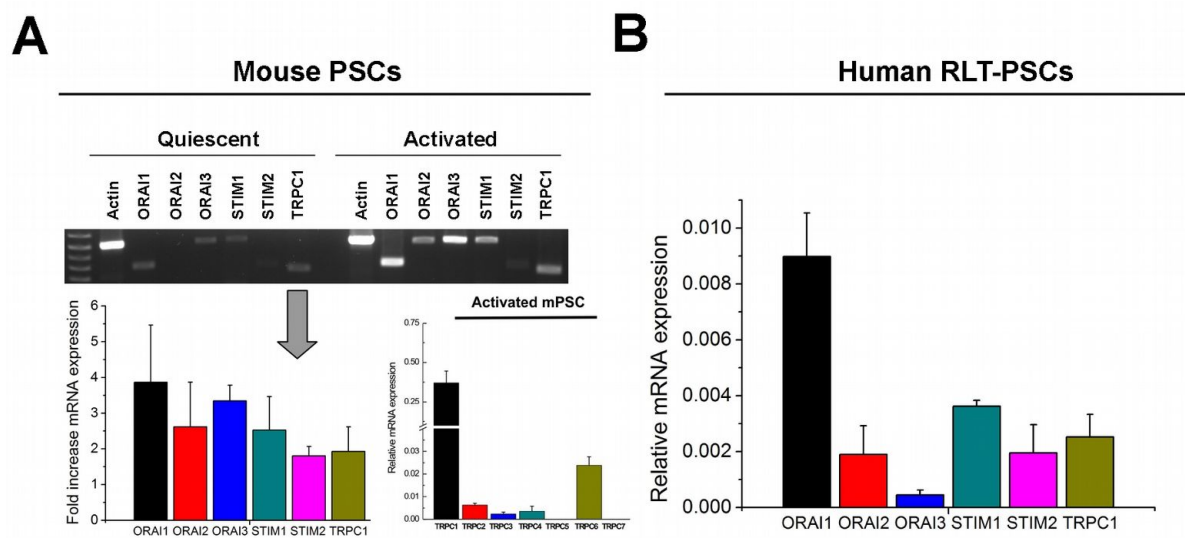 A
B
Mouse PSCs
Human RLT-PSCs
Quiescent
Activated
Actin ORAI1 ORAI2 ORAI3 STIM1 STIM2 TRPC1
Actin ORAI1 ORAI2 ORAI3 STIM1 STIM2 TRPC1
Fold increase mRNA expression
6
5
4
3
2
1
0
ORAI1 ORAI2 ORAI3 STIM1 STIM2 TRPC1
Activated mPSC
Relative mRNA expression
0.75
0.50
0.25
0.03
0.02
0.01
0.00
TRPC1 TRPC2 TRPC3 TRPC4 TRPC5 TRPC6 TRPC7
Relative mRNA expression
0.010
0.008
0.006
0.004
0.002
0.000
ORAI1 ORAI2 ORAI3 STIM1 STIM2 TRPC1